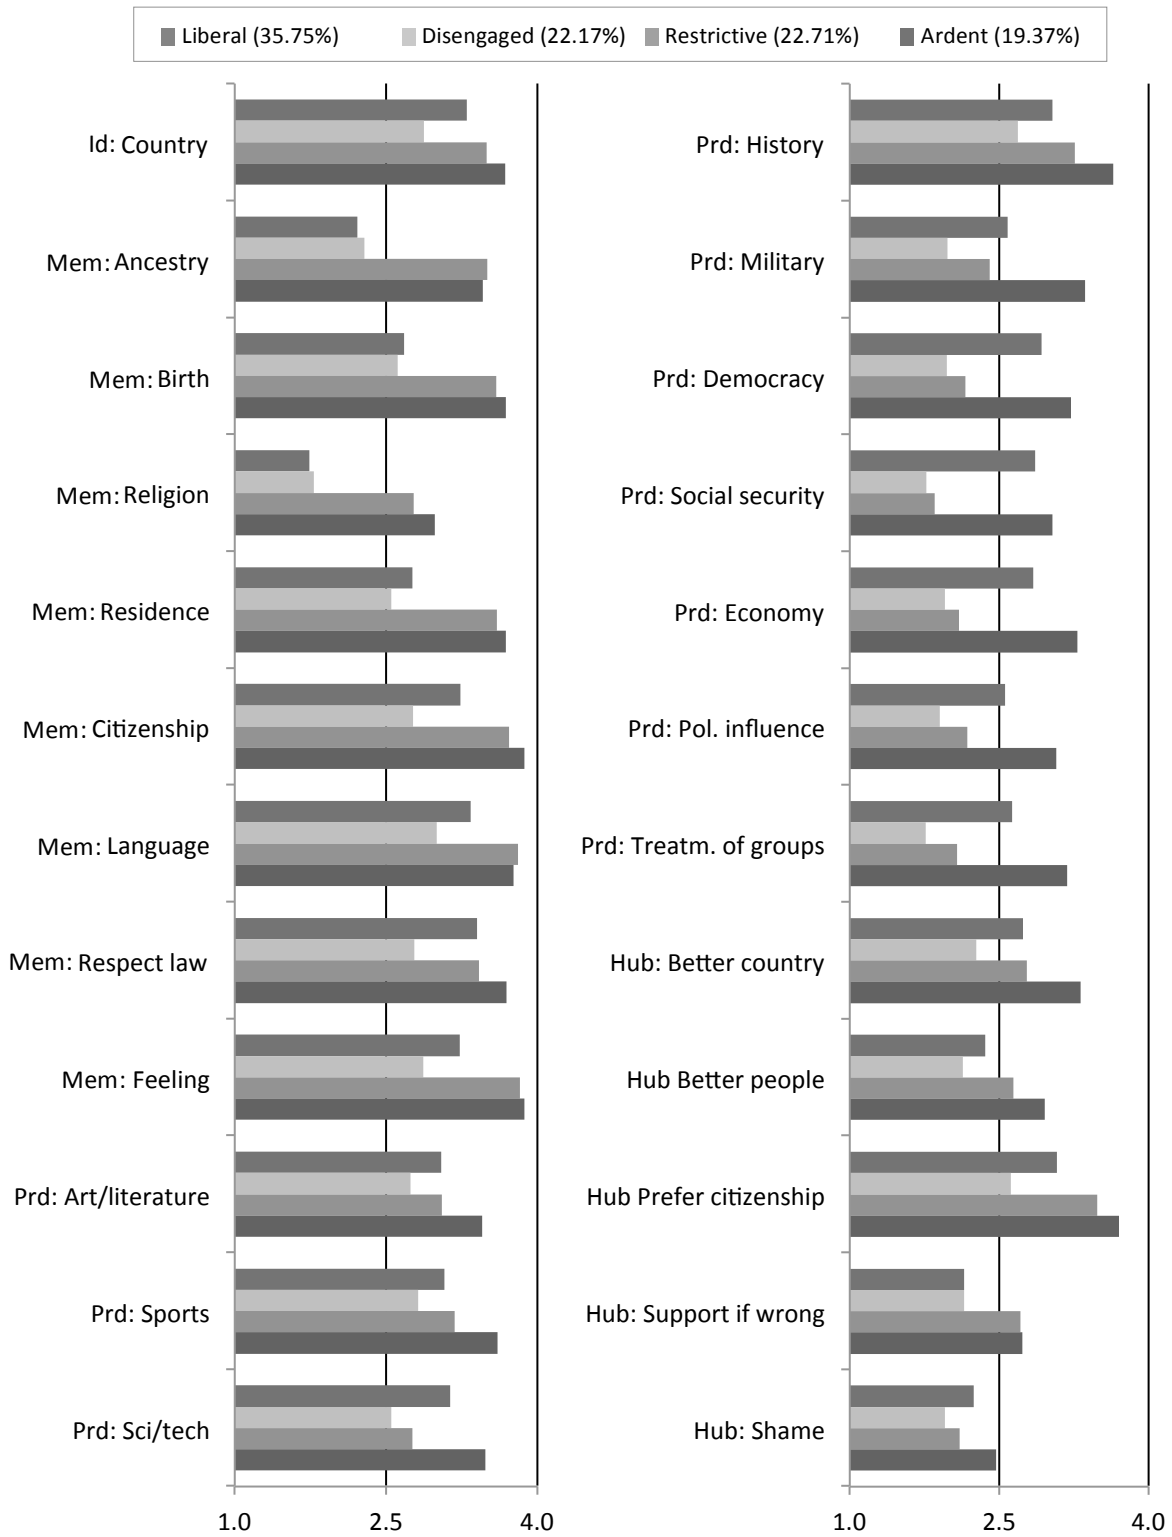 Liberal (35.75%) Disengaged (22.17%) Restrictive (22.71%) Ardent (19.37%)
Id: Country
Mem: Ancestry
Mem: Birth
Mem: Religion
Mem: Residence
Mem: Citizenship
Mem: Language
Mem: Respect law
Mem: Feeling
Prd: Art/literature
Prd: Sports
Prd: Sci/tech
1.0 2.5 4.0
Prd: History
Prd: Military
Prd: Democracy
Prd: Social security
Prd: Economy
Prd: Pol. influence
Prd: Treatm. of groups
Hub: Better country
Hub Better people
Hub Prefer citizenship
Hub: Support if wrong
Hub: Shame
1.0 2.5 4.0